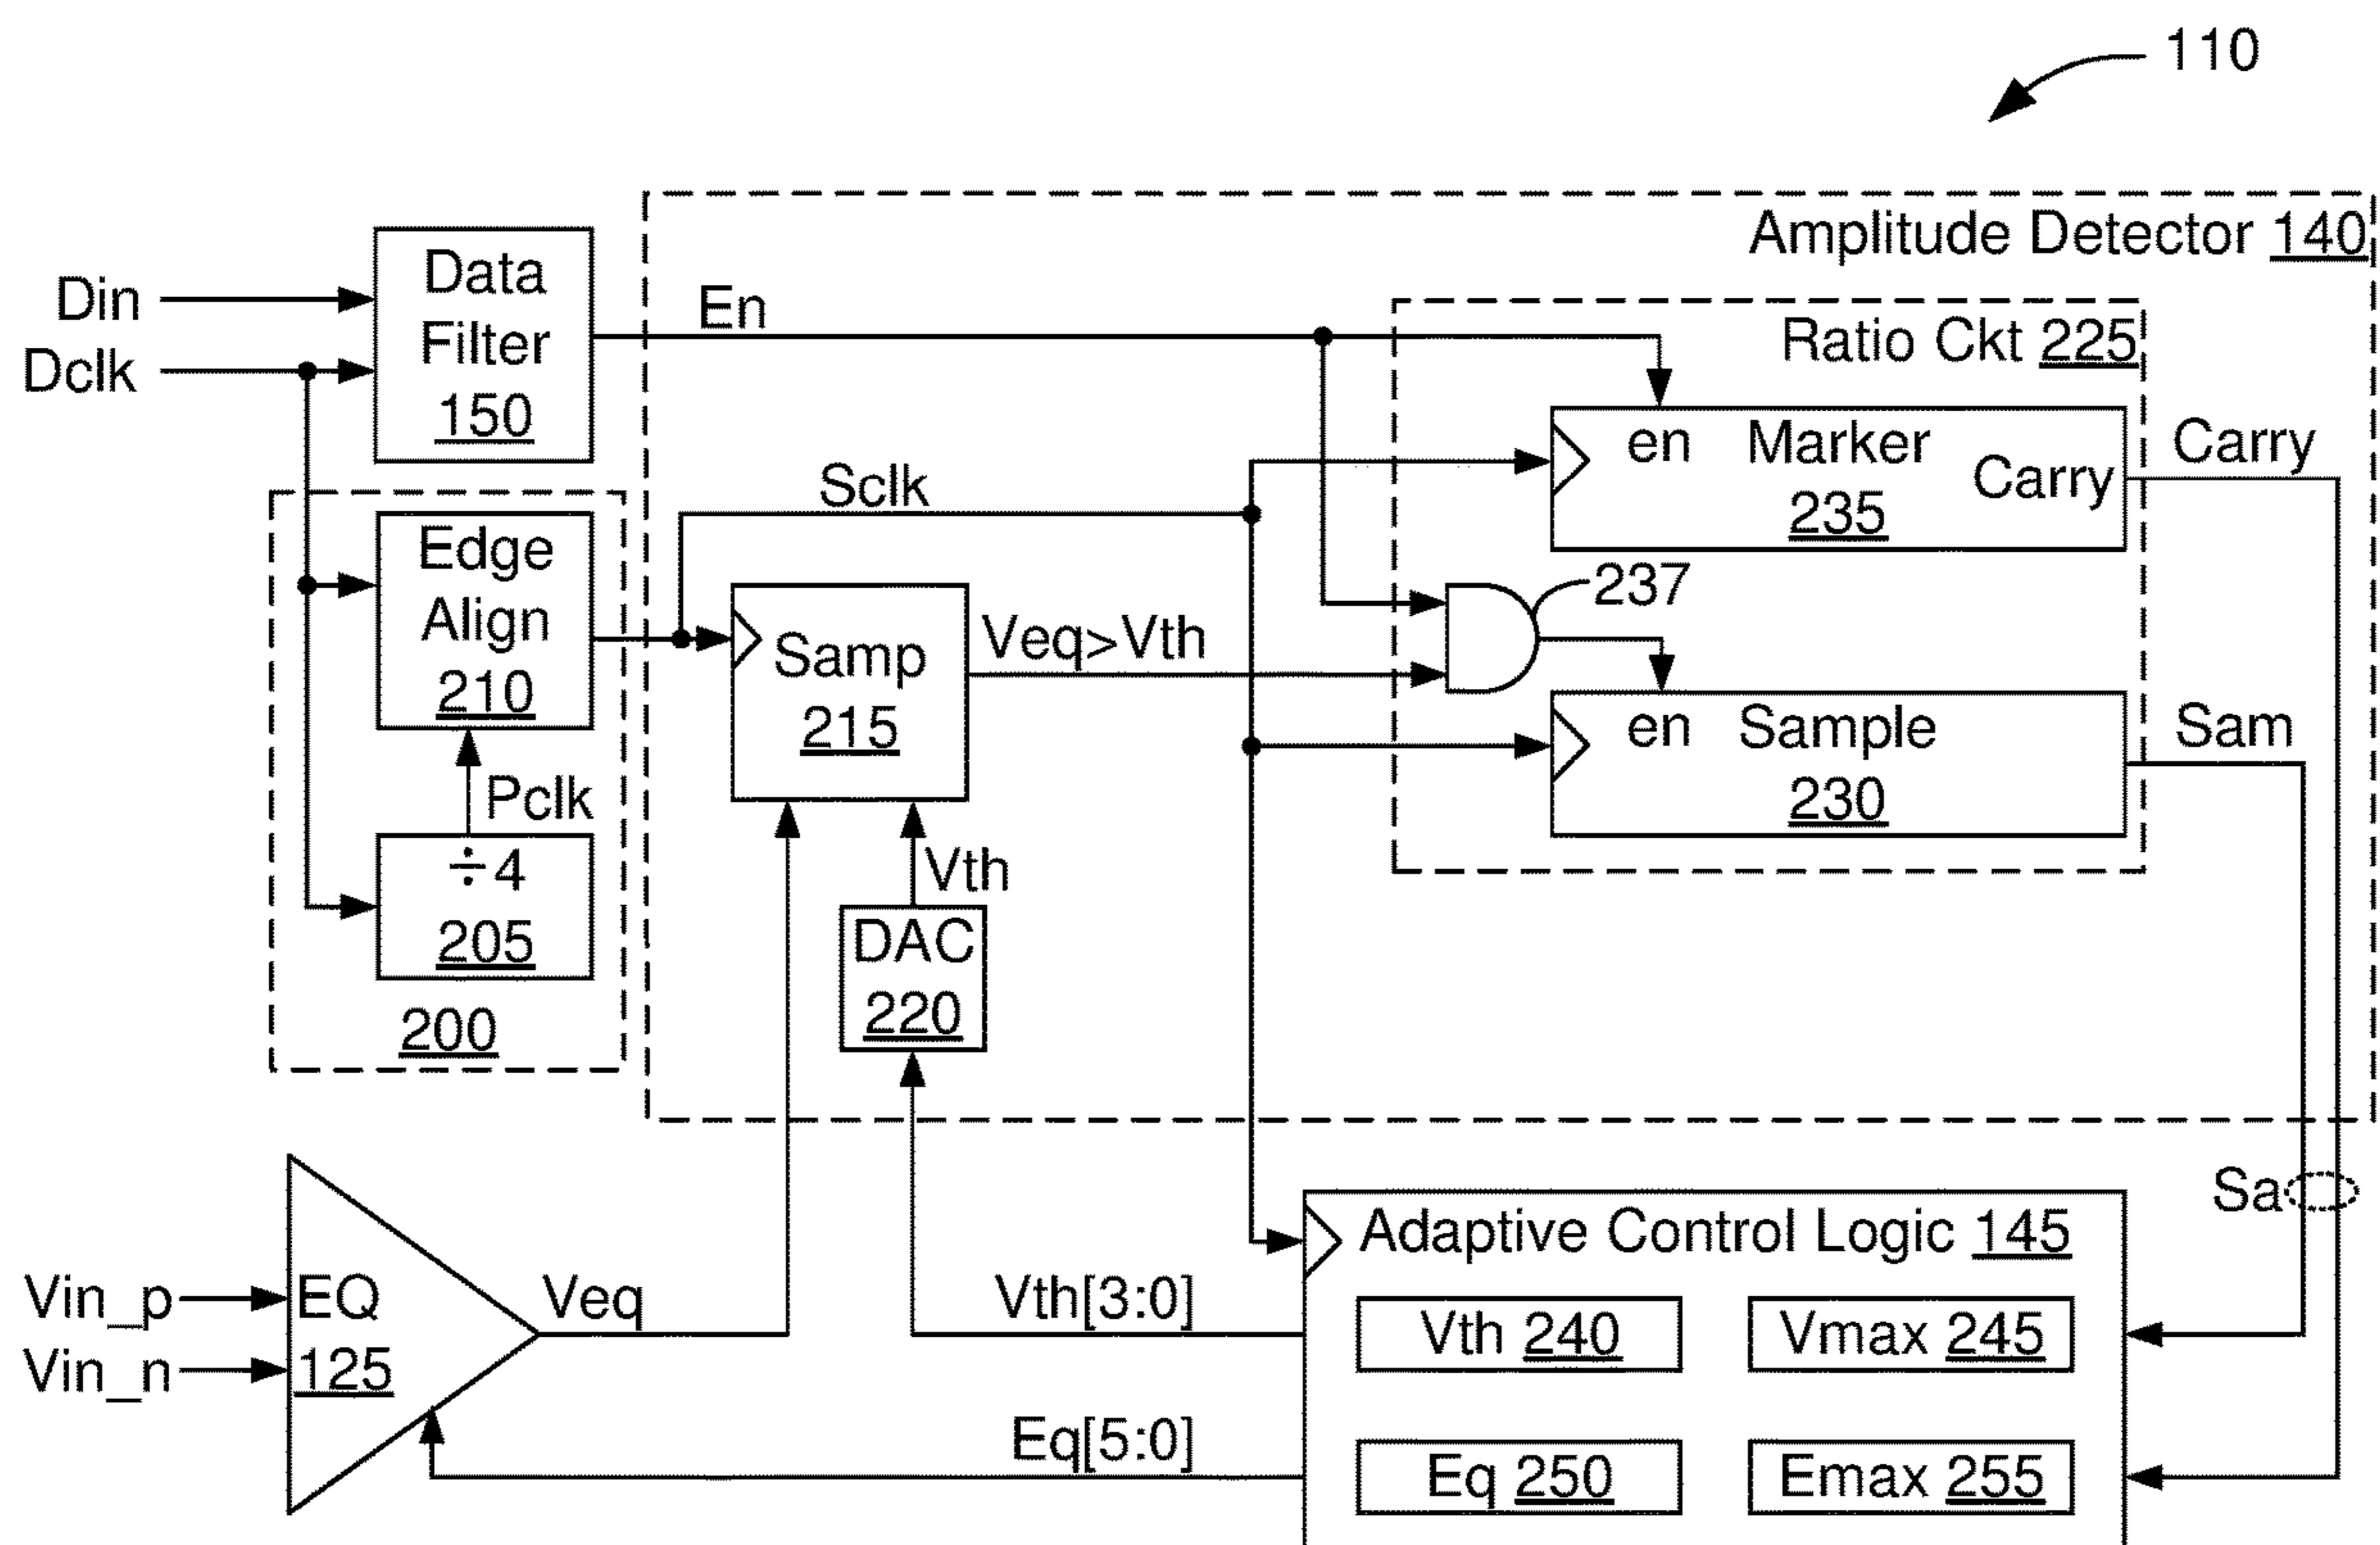 110
Amplitude Detector 140
Din
Dclk
Data
Filter
150
En
Ratio Ckt 225
en Marker
235
Carry
Carry
Sclk
Edge
Align
210
Pclk
÷4
205
200
Samp
215
Veq>Vth
237
en Sample
230
Sam
Vth
DAC
220
Sa
Vin_p
Vin_n
EQ
125
Veq
Vth[3:0]
Eq[5:0]
Adaptive Control Logic 145
Vth 240
Vmax 245
Eq 250
Emax 255